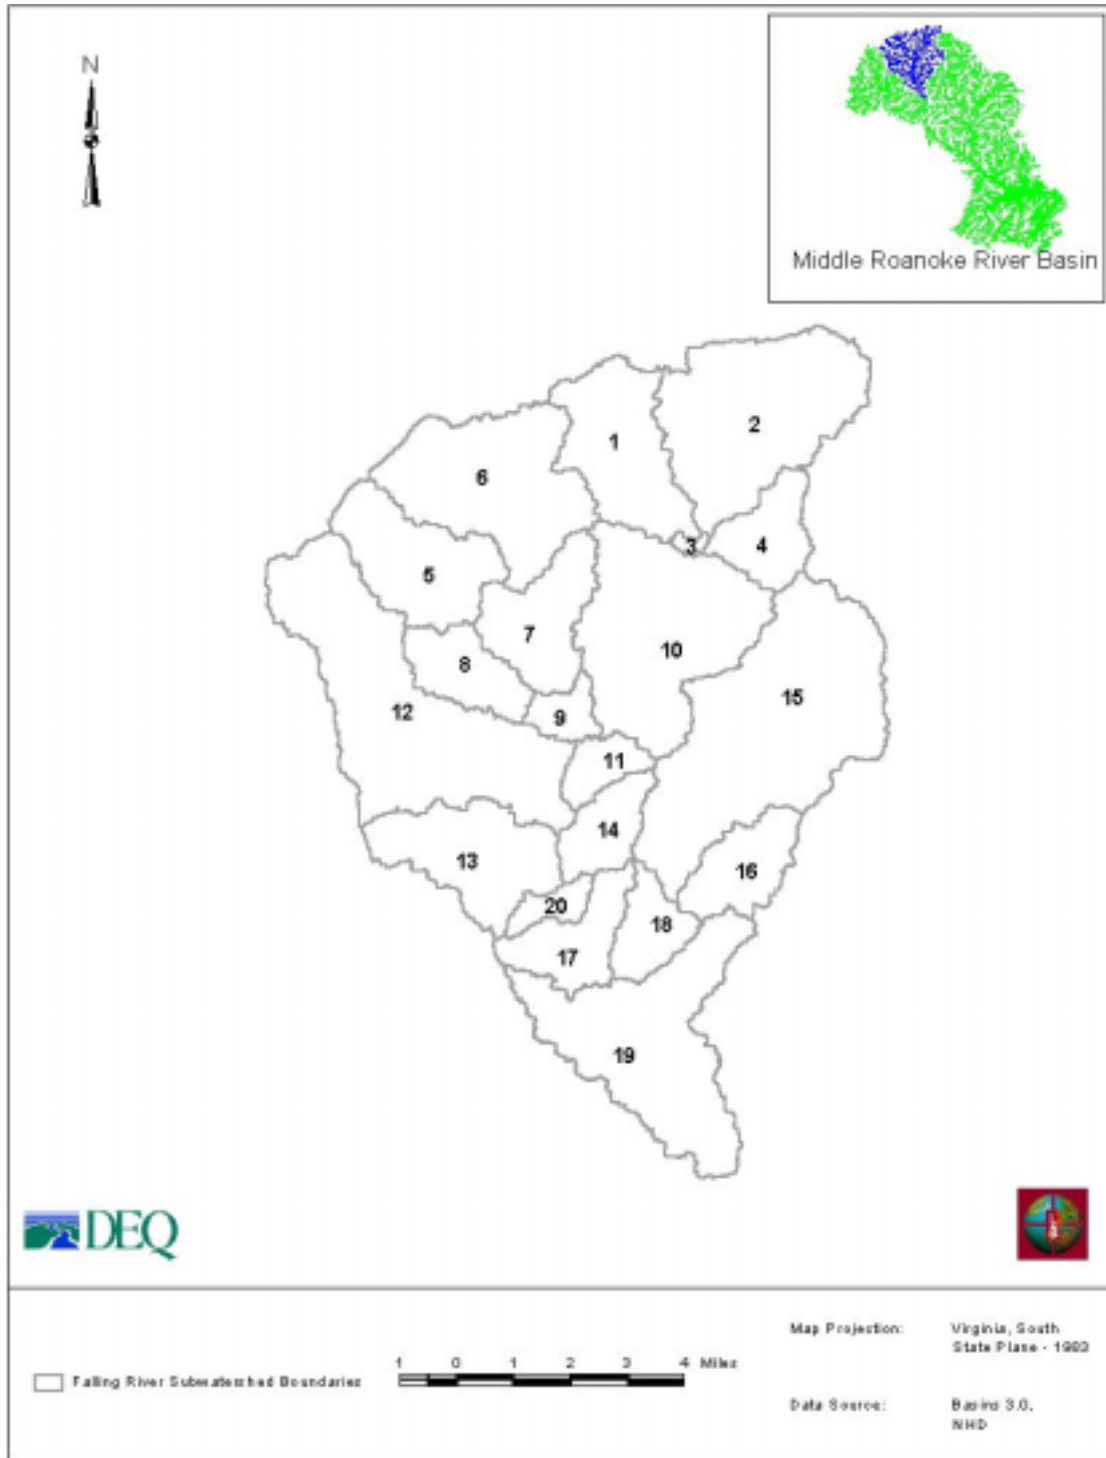 N
Middle Roanoke River Basin
2
1
6
3
4
5
7
10
8
15
12
9
11
14
13
16
20
18
17
19
DEQ
1 0 1 2 3 4 Miles
Falling River Subwatershed Boundaries
Map Projection: Virginia, South
State Plane - 1983
Data Source: Basins 3.0,
NHD